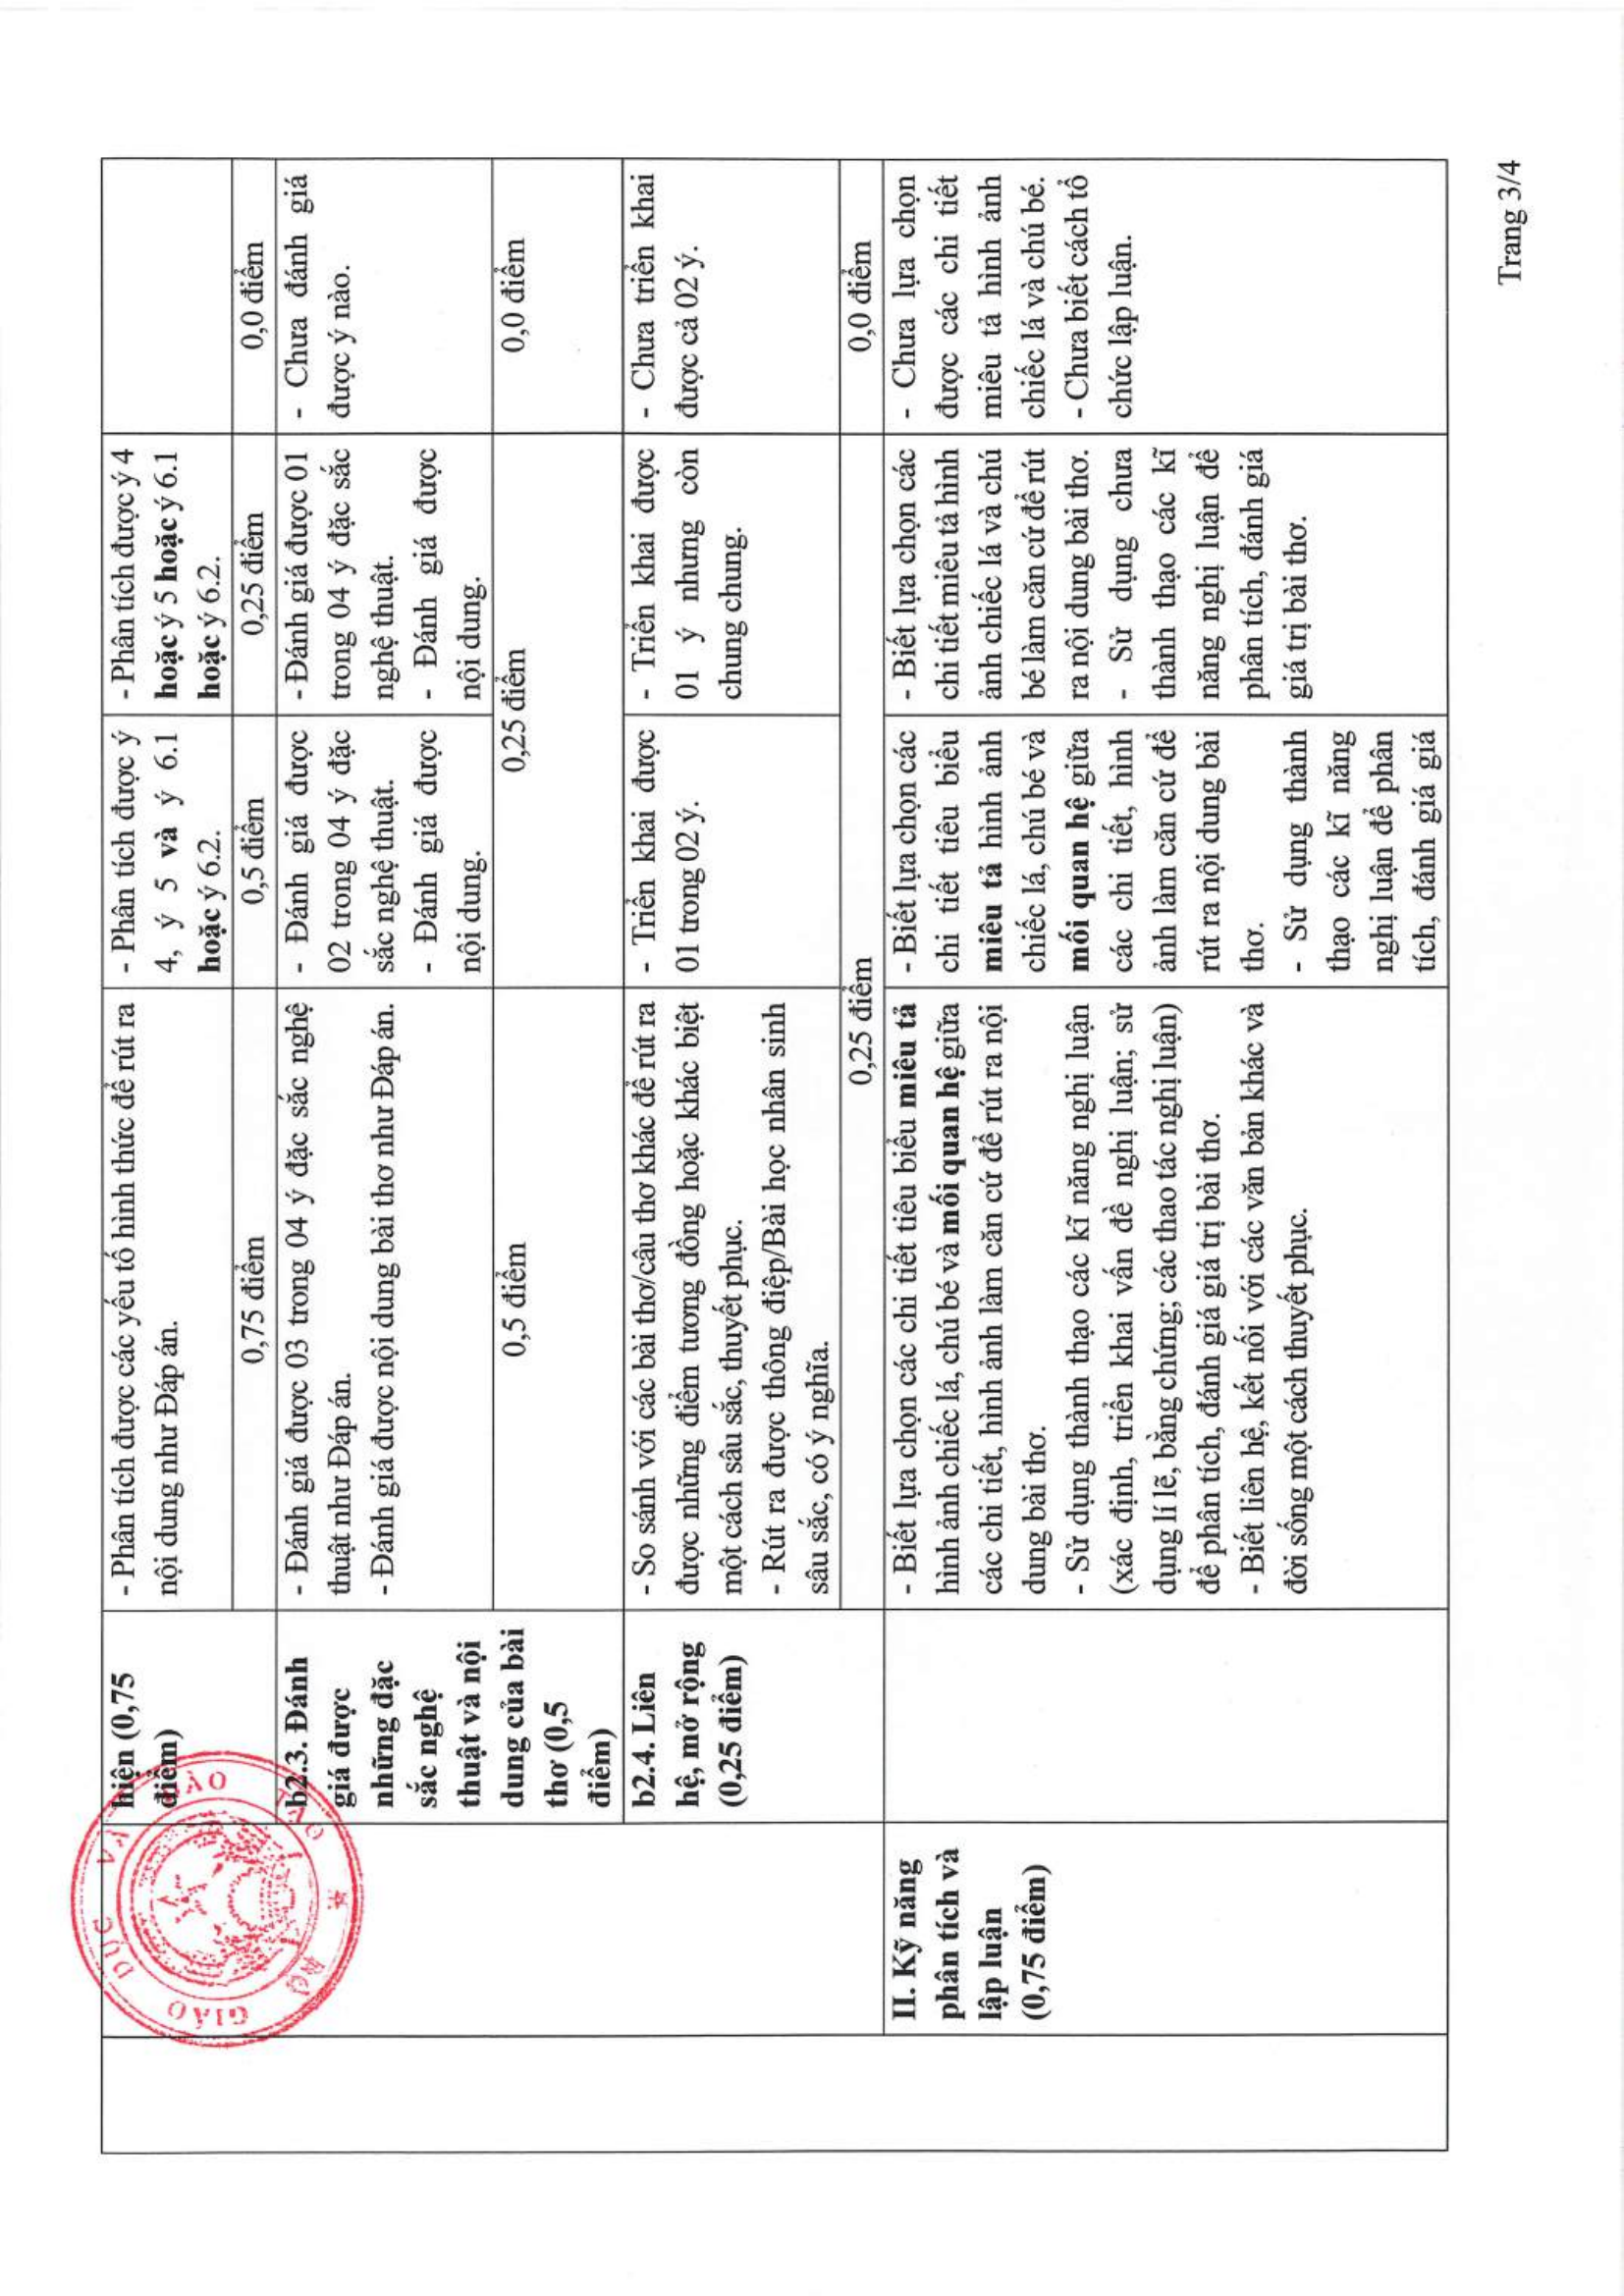 hiện (0,75
điểm)
- Phân tích được các yếu tố hình thức để rút ra
nội dung như Đáp án.
- Phân tích được ý
4, ý 5 và ý 6.1
hoặc ý 6.2.
- Phân tích được ý 4
hoặc ý 5 hoặc ý 6.1
hoặc ý 6.2.
0,75 điểm
0,5 điểm
0,25 điểm
0,0 điểm
b2.3. Đánh
giá được
những đặc
sắc nghệ
thuật và nội
dung của bài
thơ (0,5
điểm)
- Đánh giá được 03 trong 04 ý đặc sắc nghệ
thuật như Đáp án.
- Đánh giá được nội dung bài thơ như Đáp án.
- Đánh giá được
02 trong 04 ý đặc
sắc nghệ thuật.
- Đánh giá được
nội dung.
- Đánh giá được 01
trong 04 ý đặc sắc
nghệ thuật.
- Đánh giá được
nội dung.
- Chưa đánh giá
được ý nào.
0,5 điểm
0,25 điểm
0,0 điểm
b2.4. Liên
hệ, mở rộng
(0,25 điểm)
- So sánh với các bài thơ/câu thơ khác để rút ra
được những điểm tương đồng hoặc khác biệt
một cách sâu sắc, thuyết phục.
- Rút ra được thông điệp/Bài học nhân sinh
sâu sắc, có ý nghĩa.
- Triển khai được
01 trong 02 ý.
- Triển khai được
01 ý nhưng còn
chung chung.
- Chưa triển khai
được cả 02 ý.
0,25 điểm
0,0 điểm
II. Kỹ năng
phân tích và
lập luận
(0,75 điểm)
- Biết lựa chọn các chi tiết tiêu biểu miêu tả
hình ảnh chiếc lá, chú bé và mối quan hệ giữa
các chi tiết, hình ảnh làm căn cứ để rút ra nội
dung bài thơ.
- Sử dụng thành thạo các kĩ năng nghị luận
(xác định, triển khai vấn đề nghị luận; sử
dụng lí lẽ, bằng chứng; các thao tác nghị luận)
để phân tích, đánh giá giá trị bài thơ.
- Biết liên hệ, kết nối với các văn bản khác và
đời sống một cách thuyết phục.
- Biết lựa chọn các
chi tiết tiêu biểu
miêu tả hình ảnh
chiếc lá, chú bé và
mối quan hệ giữa
các chi tiết, hình
ảnh làm căn cứ để
rút ra nội dung bài
thơ.
- Sử dụng thành
thạo các kĩ năng
nghị luận để phân
tích, đánh giá giá
- Biết lựa chọn các
chi tiết miêu tả hình
ảnh chiếc lá và chú
bé làm căn cứ để rút
ra nội dung bài thơ.
- Sử dụng chưa
thành thạo các kĩ
năng nghị luận để
phân tích, đánh giá
giá trị bài thơ.
- Chưa lựa chọn
được các chi tiết
miêu tả hình ảnh
chiếc lá và chú bé.
- Chưa biết cách tổ
chức lập luận.
Trang 3/4
GIÁO DỤC VÀ ĐÀO TẠO